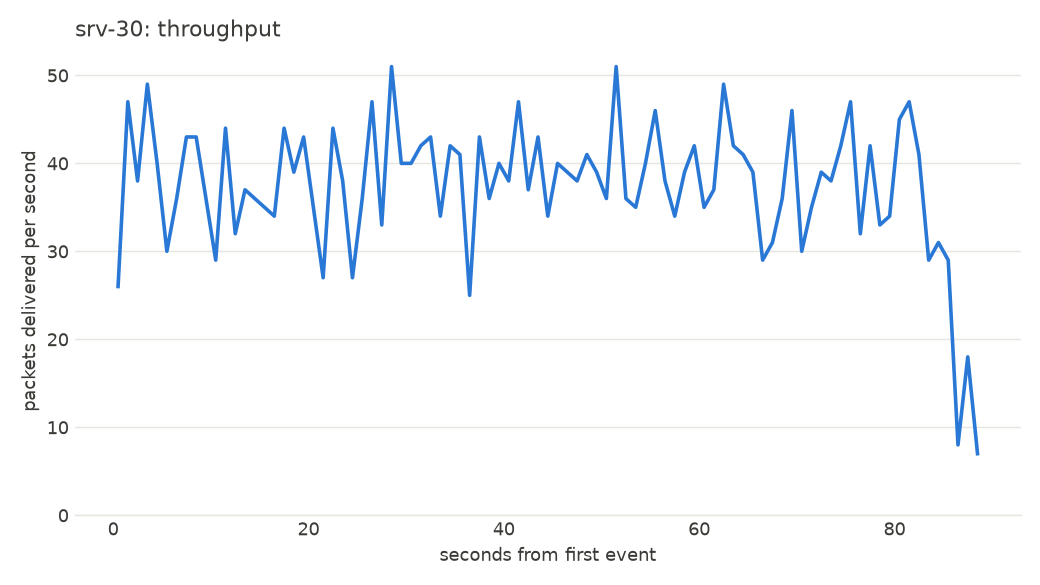 srv-30: throughput
packets delivered per second
50
40
30
20
10
0
0 20 40 60 80
seconds from first event